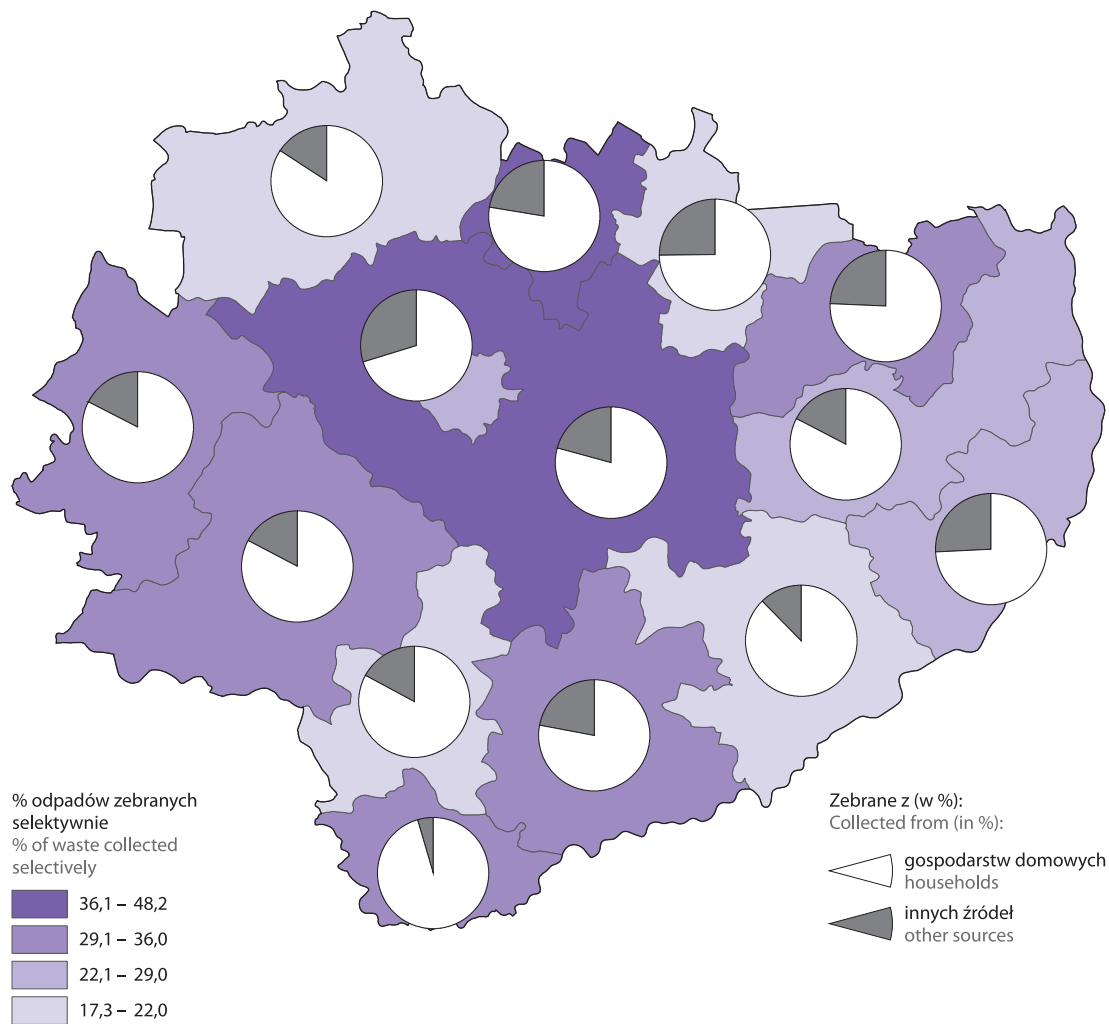 % odpadów zebranych
selektywnie
% of waste collected
selectively
36,1 – 48,2
29,1 – 36,0
22,1 – 29,0
17,3 – 22,0
Zebrane z (w %):
Collected from (in %):
gospodarstw domowych
households
innych źródeł
other sources